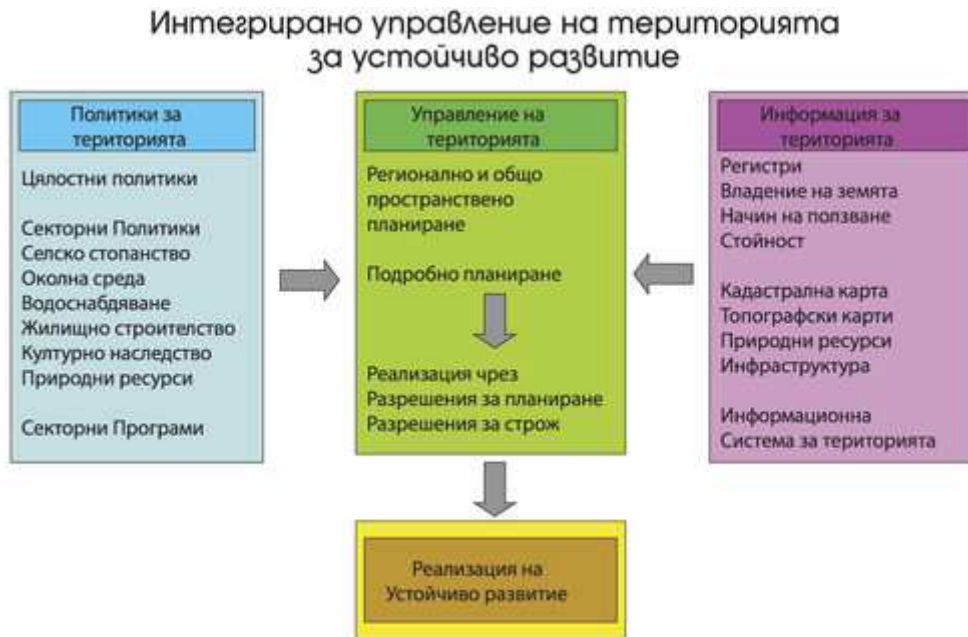 Интегрирано управление на територията
за устойчиво развитие
Политики за
територията
Цялостни политики
Секторни Политики
Селско стопанство
Околна среда
Водоснабдяване
Жилищно строителство
Културно наследство
Природни ресурси
Секторни Програми
Управление на
територията
Регионално и общо
пространствено
планиране
Подробно планиране
Реализация чрез
Разрешения за планиране
Разрешения за строж
Информация за
територията
Регистри
Владение на земята
Начин на ползване
Стойност
Кадастрална карта
Топографски карти
Природни ресурси
Инфраструктура
Информационна
Система за територията
Реализация на
Устойчиво развитие